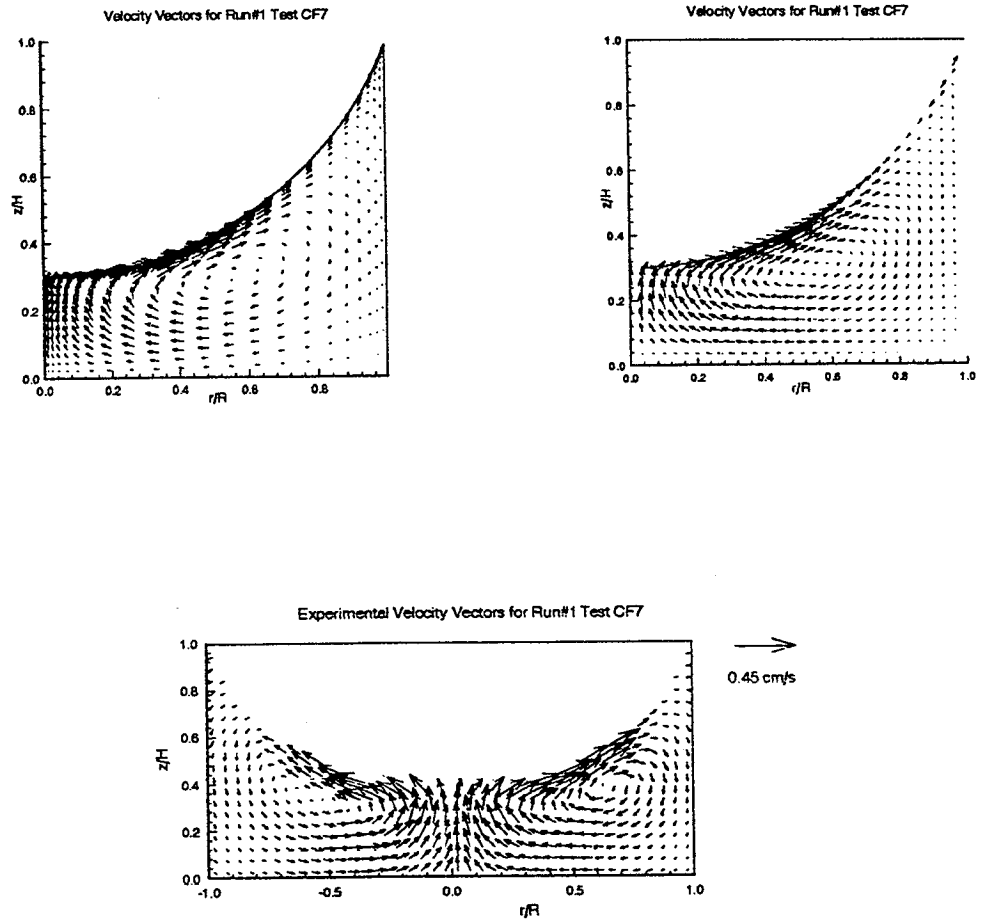 Velocity Vectors for Run#1 Test CF7
1.0
0.8
0.6
z/H
0.4
0.2
0.0
0.0 0.2 0.4 0.6 0.8
r/R
Velocity Vectors for Run#1 Test CF7
1.0
0.8
0.6
z/H
0.4
0.2
0.0
0.0 0.2 0.4 0.6 0.8 1.0
r/R
Experimental Velocity Vectors for Run#1 Test CF7
1.0
0.8
0.6
z/H
0.4
0.2
0.0
-1.0 -0.5 0.0 0.5 1.0
r/R
0.45 cm/s